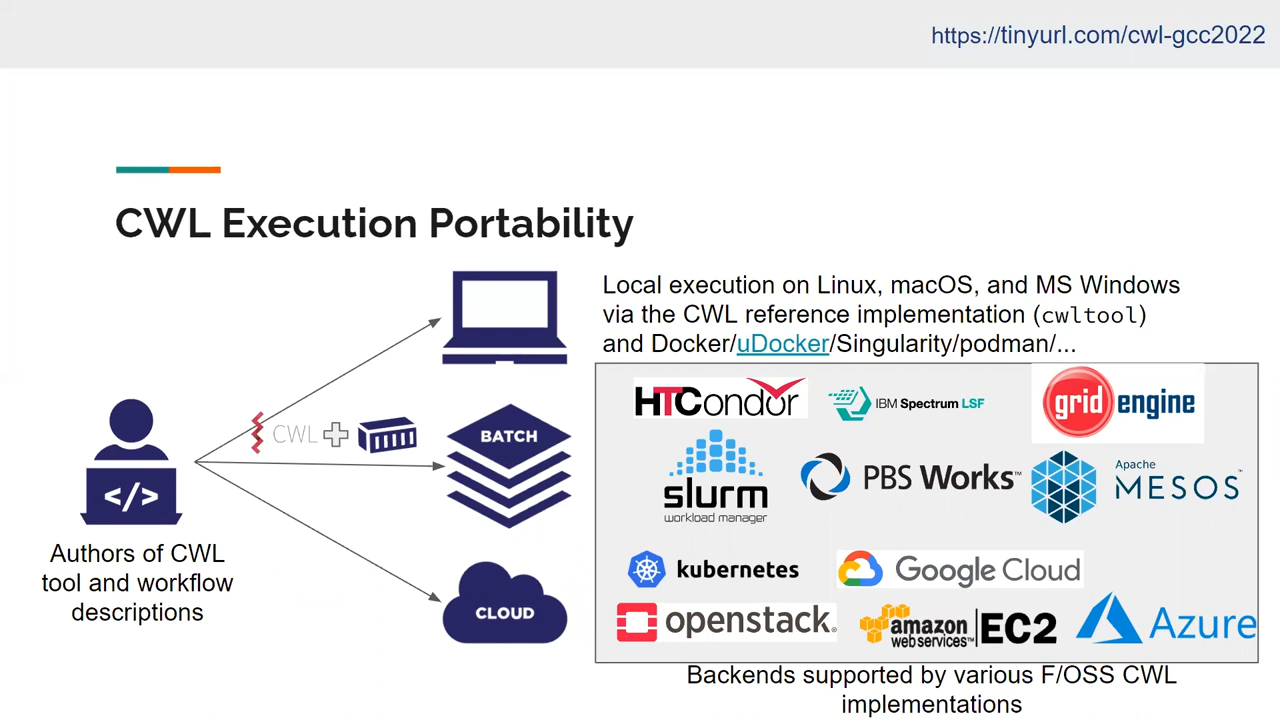 https://tinyurl.com/cwl-gcc2022
CWL Execution Portability
Local execution on Linux, macOS, and MS Windows
via the CWL reference implementation (cwltool)
and Docker/uDocker/Singularity/podman/...
CWL
</>
Authors of CWL
tool and workflow
descriptions
BATCH
CLOUD
HTCondor
IBM Spectrum LSF
grid engine
slurm
workload manager
PBS Works™
Apache
MESOS™
kubernetes
Google Cloud
openstack®
amazon
web services™ EC2
Azure
Backends supported by various F/OSS CWL
implementations